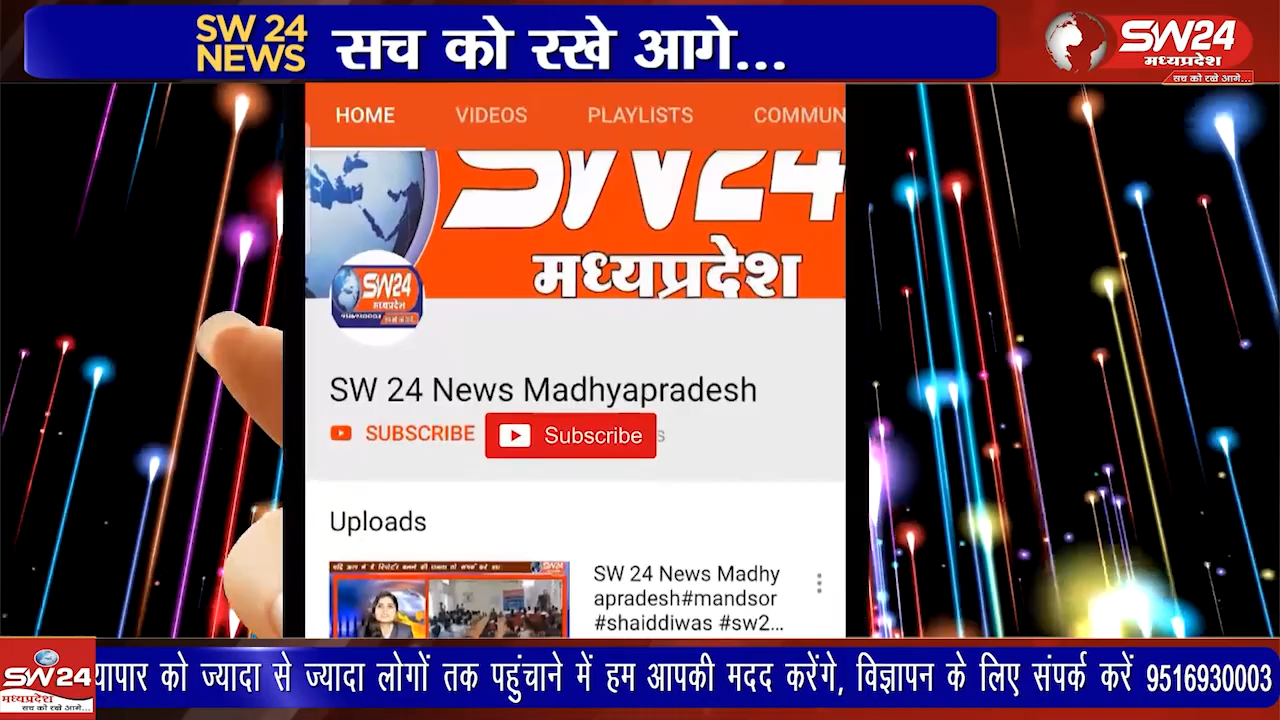 SW 24
NEWS
सच को रखे आगे...
SW24
मध्यप्रदेश
सच को रखे आगे...
HOME VIDEOS PLAYLISTS COMMUN
SW24
मध्यप्रदेश
SW24
मध्यप्रदेश
SW 24 News Madhyapradesh
SUBSCRIBE
Subscribe
s
Uploads
SW 24 News Madhy
apradesh#mandsor
#shaiddiwas #sw2...
SW24
मध्यप्रदेश
सच को रखे आगे...
यापार को ज्यादा से ज्यादा लोगों तक पहुंचाने में हम आपकी मदद करेंगे, विज्ञापन के लिए संपर्क करें 9516930003